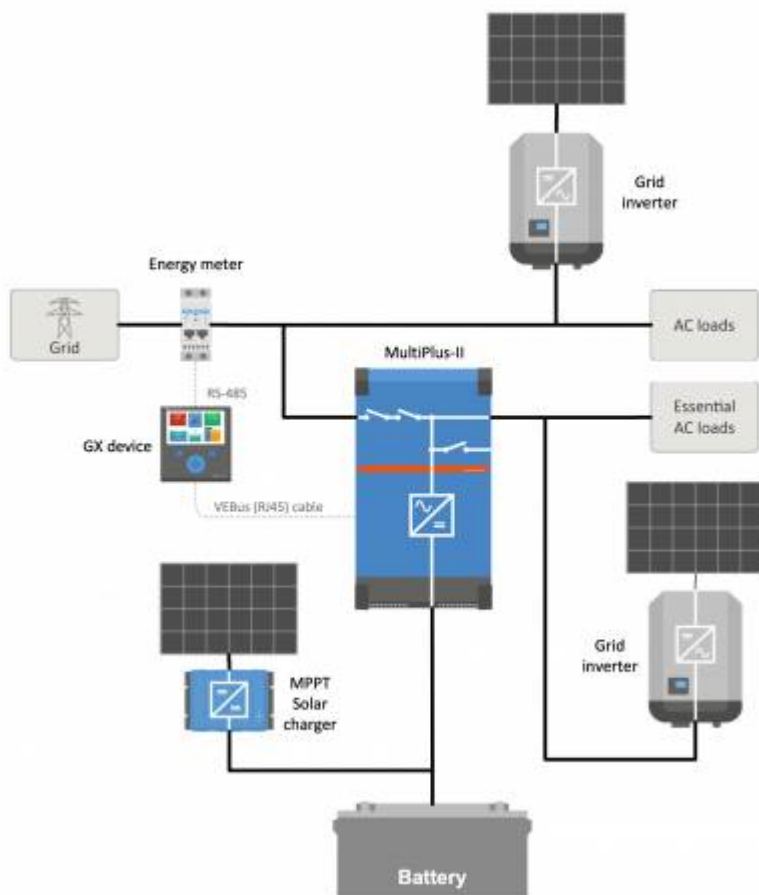 Grid
inverter
Energy meter
Grid
AC loads
MultiPlus-II
RS-485
Essential
AC loads
GX device
VEBus (RJ45) cable
MPPT
Solar
charger
Grid
inverter
Battery